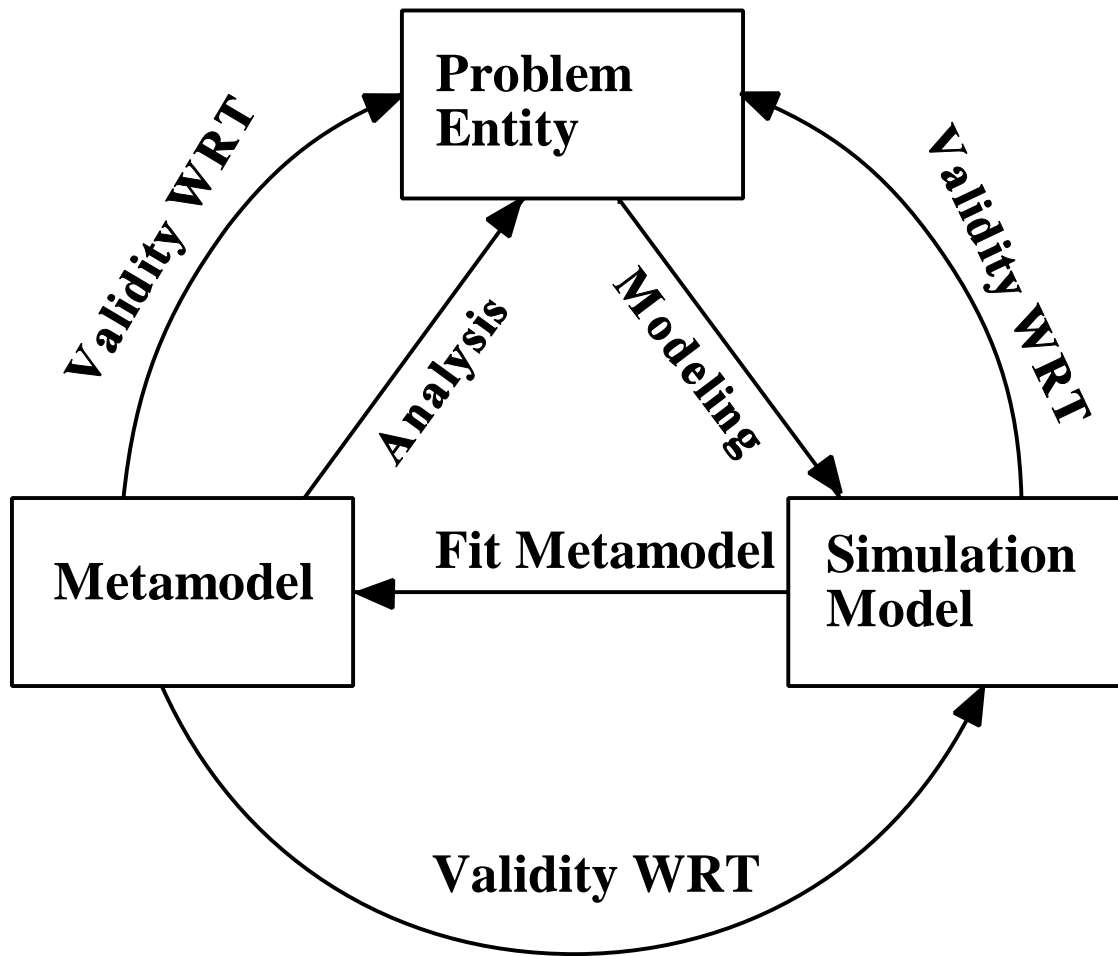 Problem
Entity
Validity WRT
Validity WRT
Analysis
Modeling
Fit Metamodel
Metamodel
Simulation
Model
Validity WRT